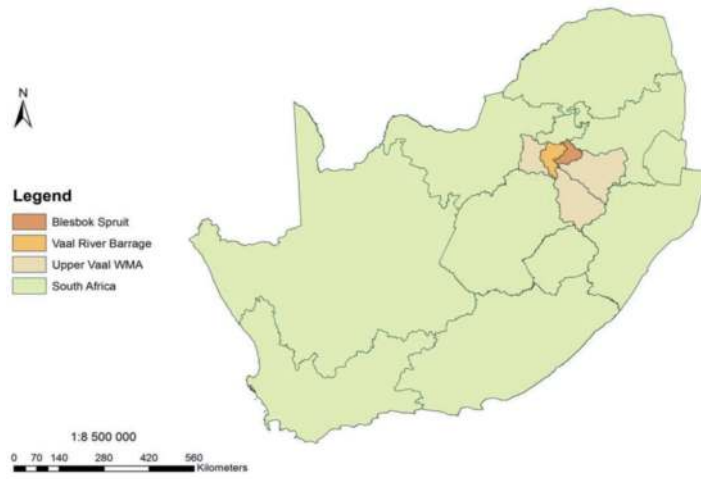 N
Legend
Blesbok Spruit
Vaal River Barrage
Upper Vaal WMA
South Africa
1:8 500 000
0 70 140 280 420 560
Kilometers